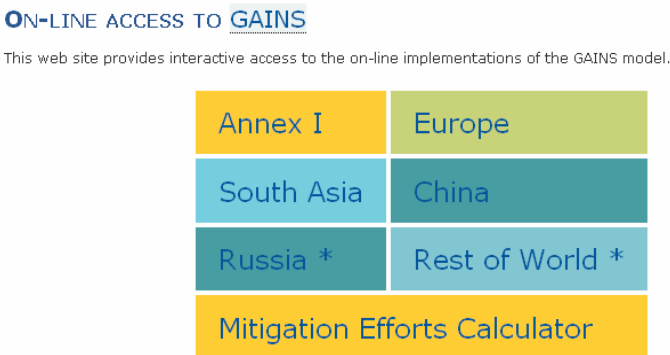 ON-LINE ACCESS TO GAINS
This web site provides interactive access to the on-line implementations of the GAINS model.
Annex I
Europe
South Asia
China
Russia *
Rest of World *
Mitigation Efforts Calculator